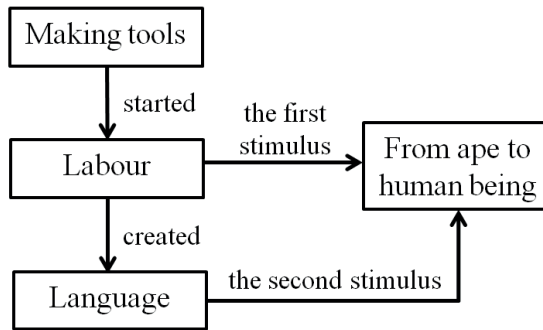 Making tools
started
the first
stimulus
Labour
From ape to
human being
created
the second stimulus
Language